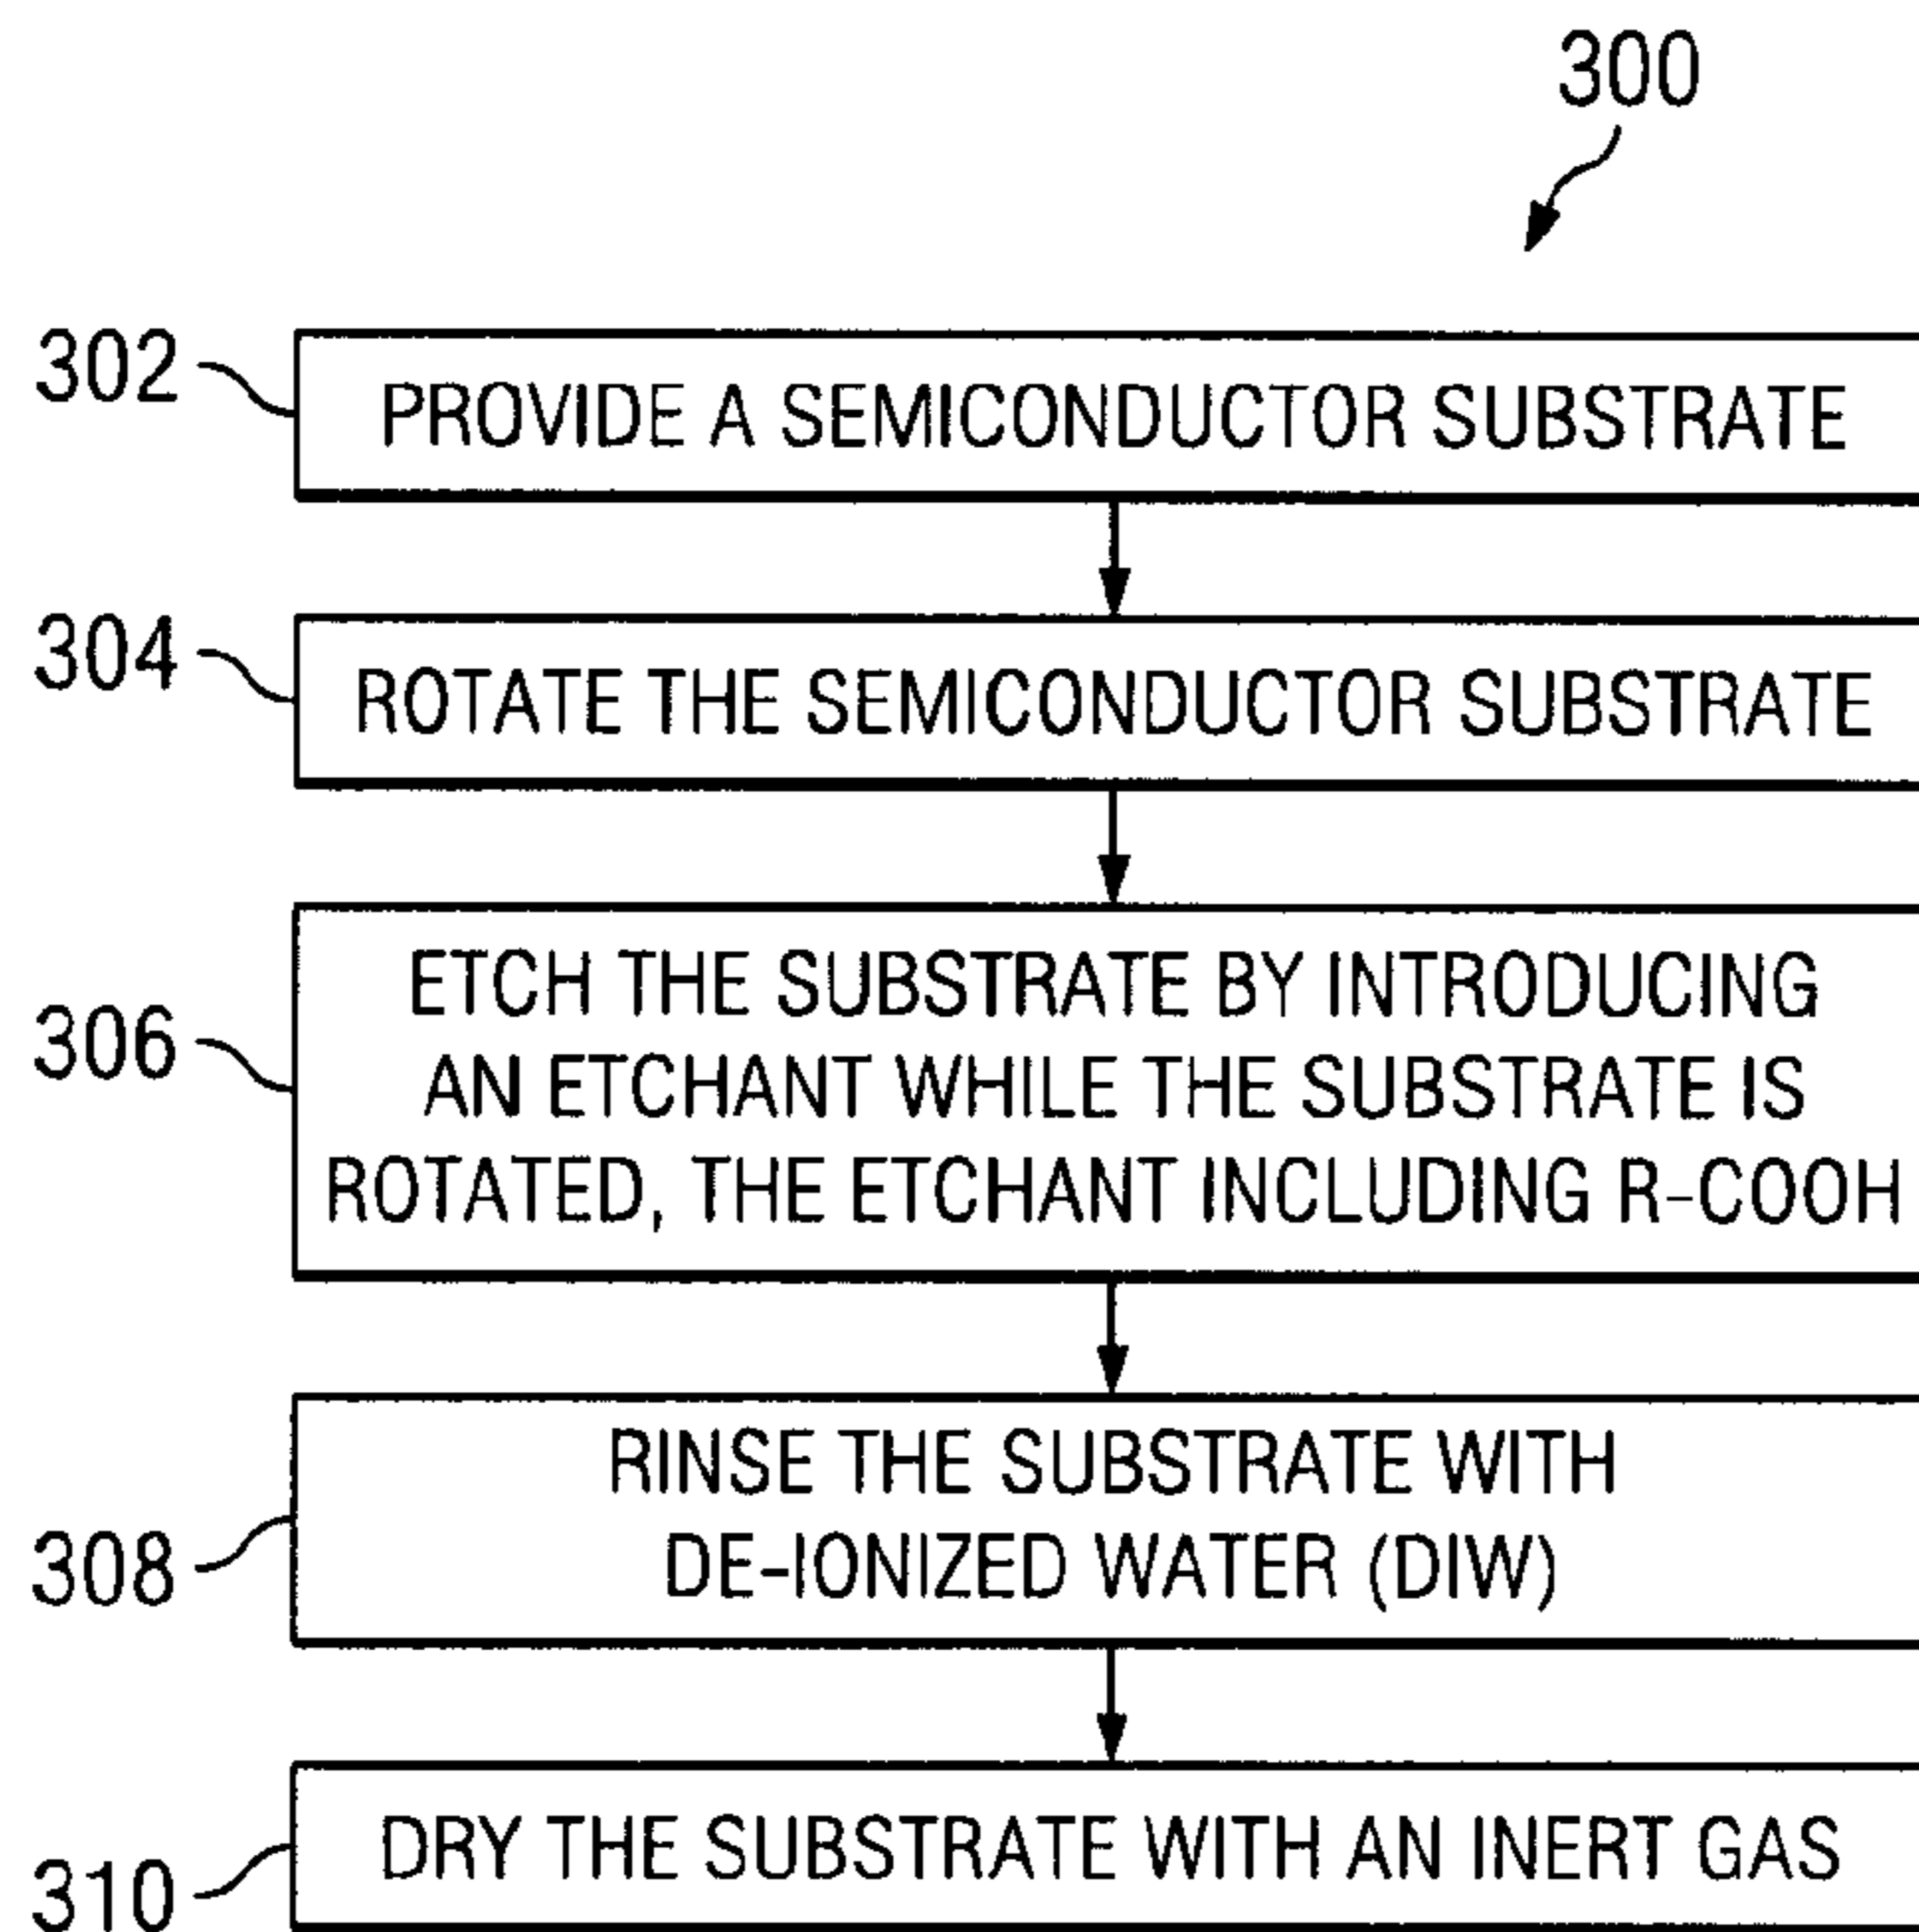 300
302
PROVIDE A SEMICONDUCTOR SUBSTRATE
304
ROTATE THE SEMICONDUCTOR SUBSTRATE
306
ETCH THE SUBSTRATE BY INTRODUCING
AN ETCHANT WHILE THE SUBSTRATE IS
ROTATED, THE ETCHANT INCLUDING R-COOH
308
RINSE THE SUBSTRATE WITH
DE-IONIZED WATER (DIW)
310
DRY THE SUBSTRATE WITH AN INERT GAS